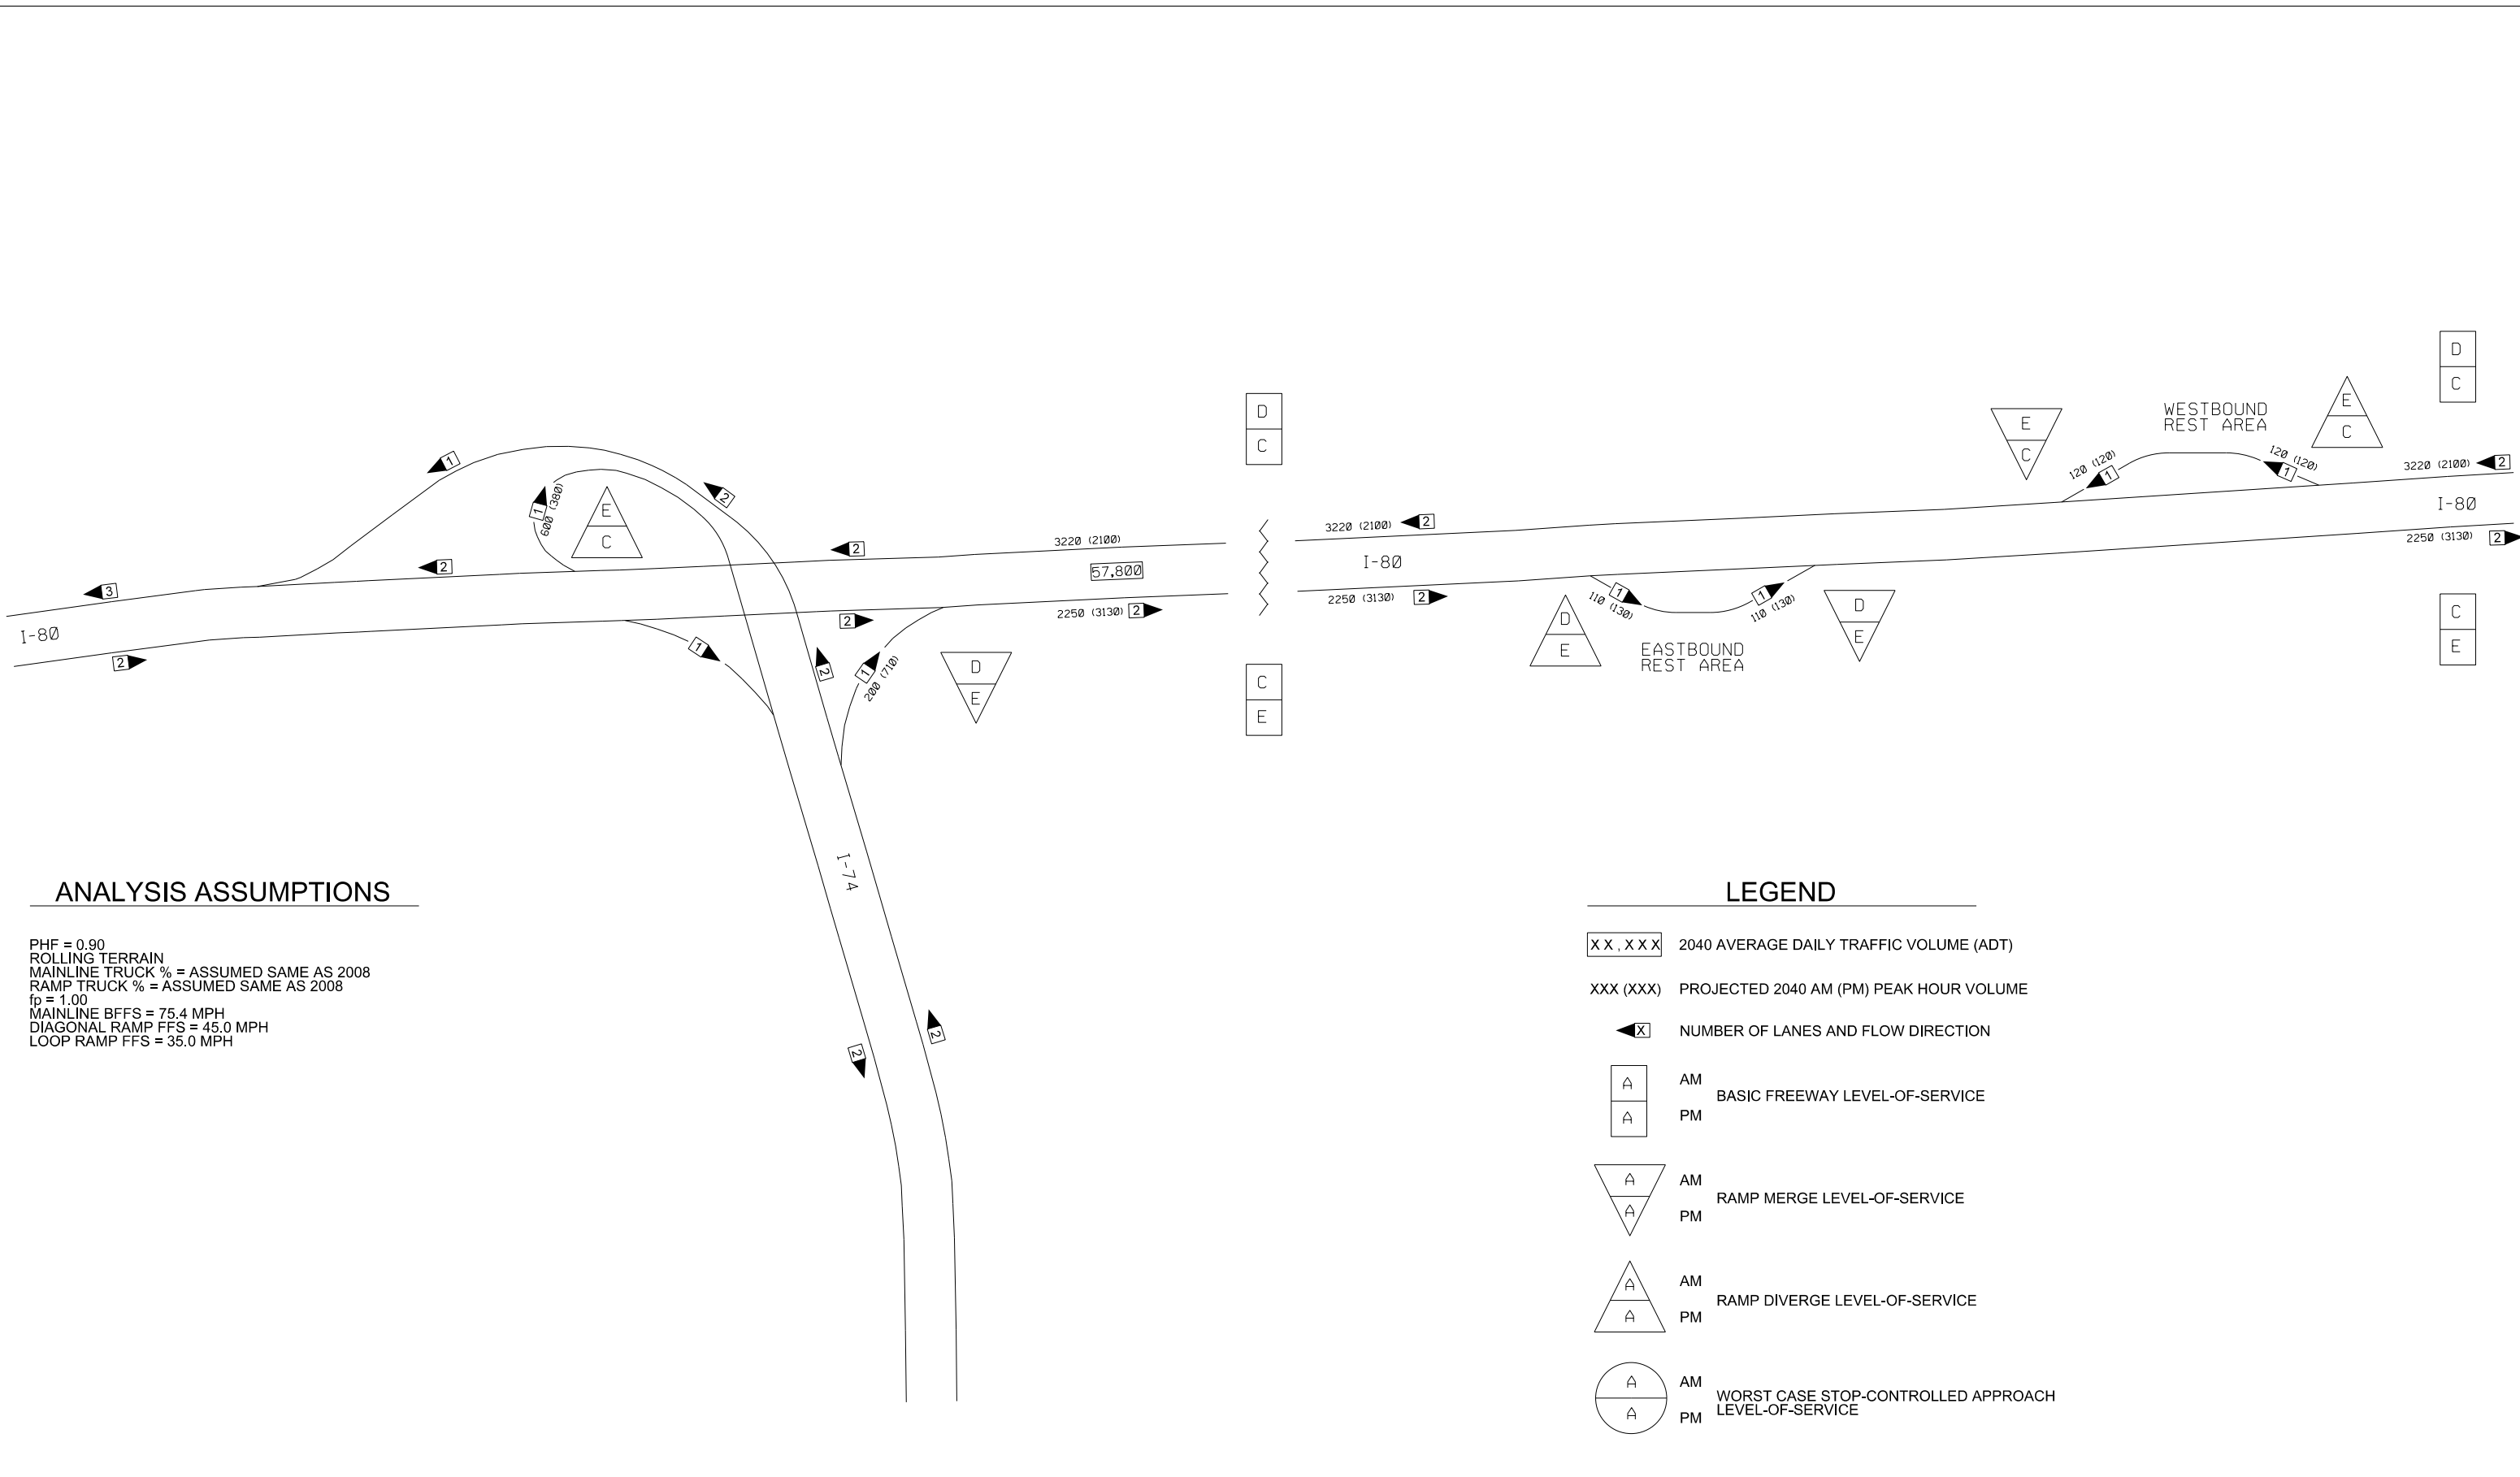 D
C
WESTBOUND
REST AREA
E
C
E
C
D
C
120 (120)
120 (120)
3220 (2100)
2
1
1
I-80
2250 (3130)
2
1
2
1
600 (380)
E
C
2
2
3
3220 (2100)
57,800
2250 (3130)
2
3220 (2100)
2
I-80
2250 (3130)
2
1
110 (130)
1
110 (130)
D
E
D
E
EASTBOUND
REST AREA
C
E
I-80
2
1
2
2
1
200 (710)
D
E
C
E
I-74
2
2
ANALYSIS ASSUMPTIONS
PHF = 0.90
ROLLING TERRAIN
MAINLINE TRUCK % = ASSUMED SAME AS 2008
RAMP TRUCK % = ASSUMED SAME AS 2008
fp = 1.00
MAINLINE BFFS = 75.4 MPH
DIAGONAL RAMP FFS = 45.0 MPH
LOOP RAMP FFS = 35.0 MPH
LEGEND
XX,XXX 2040 AVERAGE DAILY TRAFFIC VOLUME (ADT)
XXX (XXX) PROJECTED 2040 AM (PM) PEAK HOUR VOLUME
X NUMBER OF LANES AND FLOW DIRECTION
A AM
BASIC FREEWAY LEVEL-OF-SERVICE
A PM
A AM
RAMP MERGE LEVEL-OF-SERVICE
A PM
A AM
RAMP DIVERGE LEVEL-OF-SERVICE
A PM
A AM
WORST CASE STOP-CONTROLLED APPROACH
LEVEL-OF-SERVICE
A PM